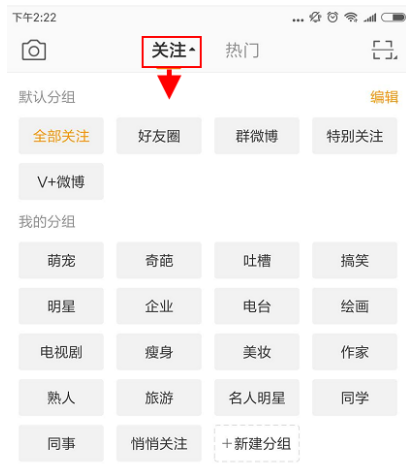 下午2:22
关注 热门
默认分组 编辑
全部关注 好友圈 群微博 特别关注
V+微博
我的分组
萌宠 奇葩 吐槽 搞笑
明星 企业 电台 绘画
电视剧 瘦身 美妆 作家
熟人 旅游 名人明星 同学
同事 悄悄关注 +新建分组